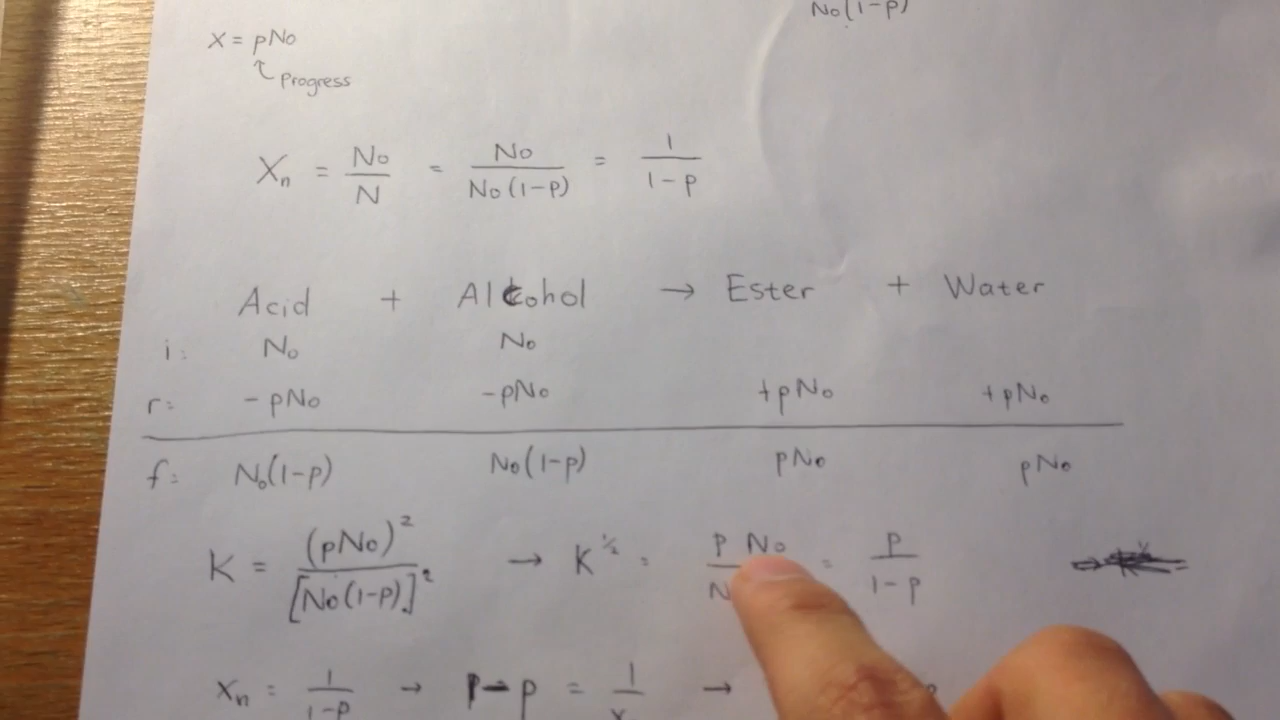 No(1-p)
X = pNo
Progress
Xn = No/N = No/No(1-p) = 1/1-p
Acid + Alcohol → Ester + Water
i: No No
r: -pNo -pNo +pNo +pNo
f: No(1-p) No(1-p) pNo pNo
K = (pNo)²/[No(1-p)]² → K^½ = p No/N = p/1-p
Xn = 1/1-p → - p = 1/X →